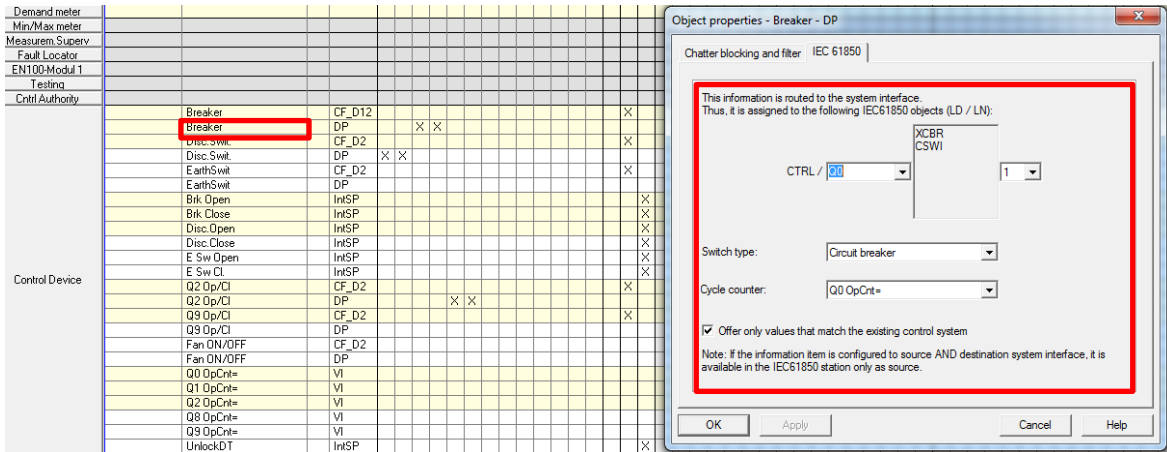 Demand meter
Min/Max meter
Measurem.Superv
Fault Locator
EN100-Modul 1
Testing
Cntrl Authority
Breaker CF_D12 X
Breaker DP X X
Disc.Swit. CF_D2 X
Disc.Swit. DP X X
EarthSwit CF_D2 X
EarthSwit DP
Brk Open IntSP X
Brk Close IntSP X
Disc.Open IntSP X
Disc.Close IntSP X
E Sw Open IntSP X
E Sw Cl. IntSP X
Control Device
Q2 Op/Cl CF_D2 X
Q2 Op/Cl DP X X
Q9 Op/Cl CF_D2 X
Q9 Op/Cl DP
Fan ON/OFF CF_D2
Fan ON/OFF DP
Q0 OpCnt= VI
Q1 OpCnt= VI
Q2 OpCnt= VI
Q8 OpCnt= VI
Q9 OpCnt= VI
UnlockDT IntSP X
Object properties - Breaker - DP
Chatter blocking and filter IEC 61850
This information is routed to the system interface.
Thus, it is assigned to the following IEC61850 objects (LD / LN):
XCBR
CSWI
CTRL / Q0 1
Switch type: Circuit breaker
Cycle counter: Q0 OpCnt=
Offer only values that match the existing control system
Note: If the information item is configured to source AND destination system interface, it is
available in the IEC61850 station only as source.
OK Apply Cancel Help